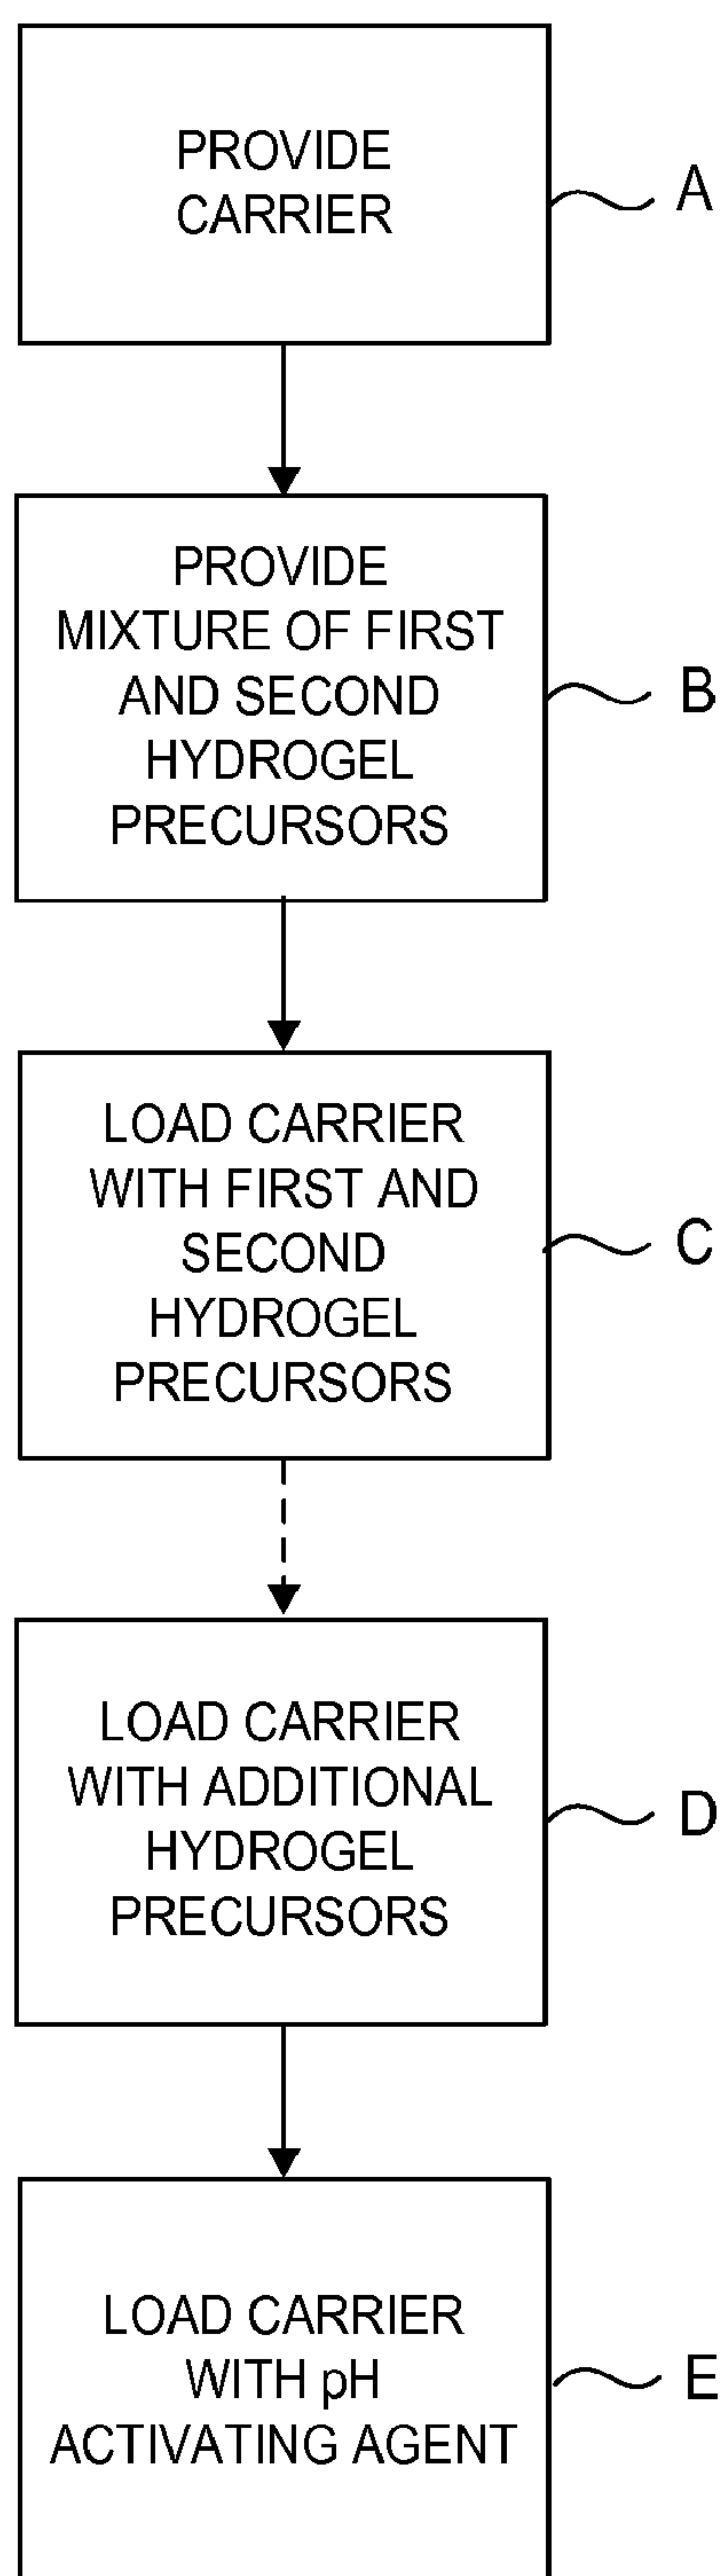 PROVIDE
CARRIER
A
PROVIDE
MIXTURE OF FIRST
AND SECOND
HYDROGEL
PRECURSORS
B
LOAD CARRIER
WITH FIRST AND
SECOND
HYDROGEL
PRECURSORS
C
LOAD CARRIER
WITH ADDITIONAL
HYDROGEL
PRECURSORS
D
LOAD CARRIER
WITH pH
ACTIVATING AGENT
E